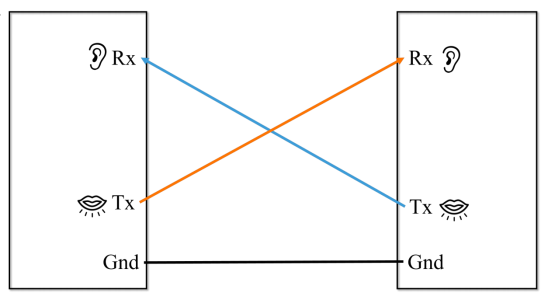 Rx Rx
Tx Tx
Gnd Gnd